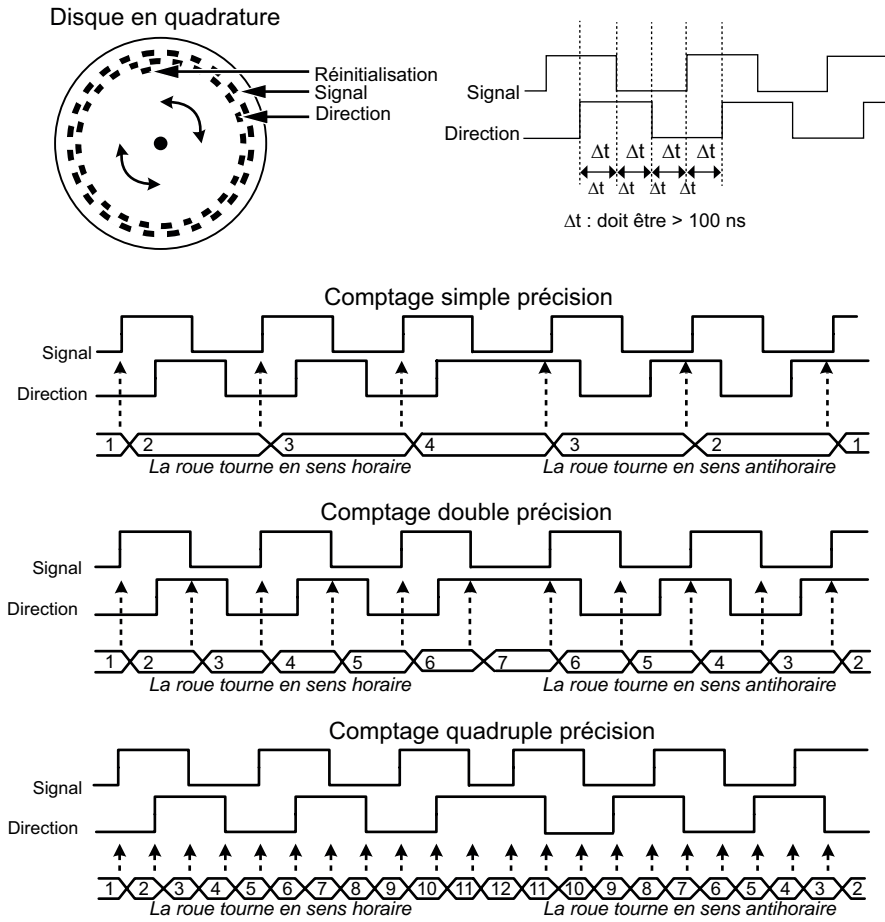 Disque en quadrature
Réinitialisation
Signal
Direction
Signal
Direction
Δt Δt Δt Δt
Δt Δt Δt Δt
Δt : doit être > 100 ns
Comptage simple précision
Signal
Direction
1 2 3 4 3 2 1
La roue tourne en sens horaire La roue tourne en sens antihoraire
Comptage double précision
Signal
Direction
1 2 3 4 5 6 7 6 5 4 3 2
La roue tourne en sens horaire La roue tourne en sens antihoraire
Comptage quadruple précision
Signal
Direction
1 2 3 4 5 6 7 8 9 10 11 12 11 10 9 8 7 6 5 4 3 2
La roue tourne en sens horaire La roue tourne en sens antihoraire